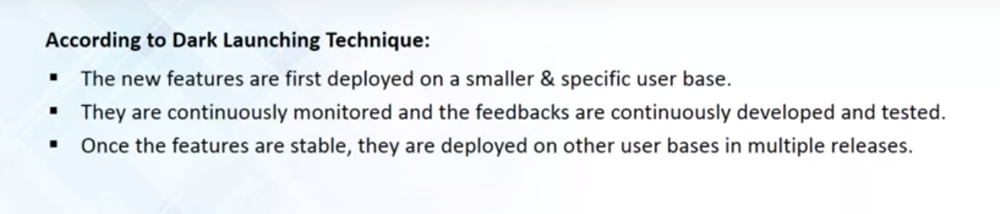 According to Dark Launching Technique:
▪ The new features are first deployed on a smaller & specific user base.
▪ They are continuously monitored and the feedbacks are continuously developed and tested.
▪ Once the features are stable, they are deployed on other user bases in multiple releases.